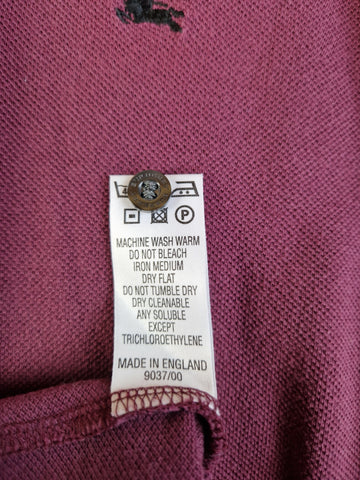 P
MACHINE WASH WARM
DO NOT BLEACH
IRON MEDIUM
DRY FLAT
DO NOT TUMBLE DRY
DRY CLEANABLE
ANY SOLUBLE
EXCEPT
TRICHLOROETHYLENE
MADE IN ENGLAND
9037/00